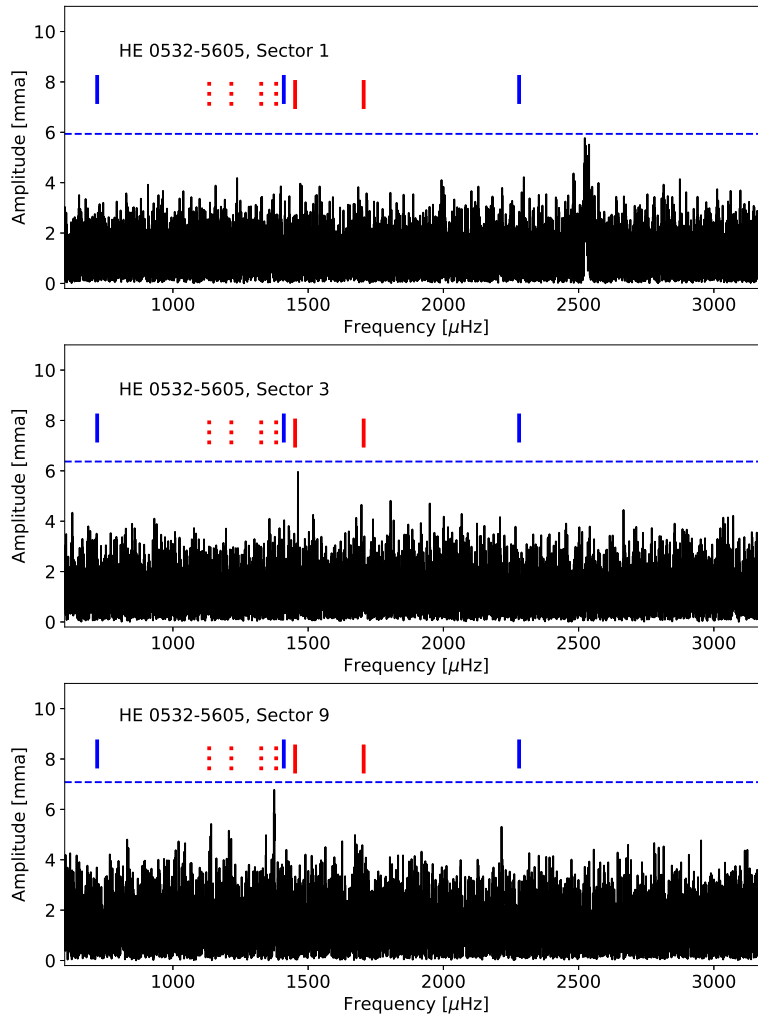 10
8
6
4
2
0
Amplitude [mma]
HE 0532-5605, Sector 1
1000 1500 2000 2500 3000
Frequency [μHz]
10
8
6
4
2
0
Amplitude [mma]
HE 0532-5605, Sector 3
1000 1500 2000 2500 3000
Frequency [μHz]
10
8
6
4
2
0
Amplitude [mma]
HE 0532-5605, Sector 9
1000 1500 2000 2500 3000
Frequency [μHz]